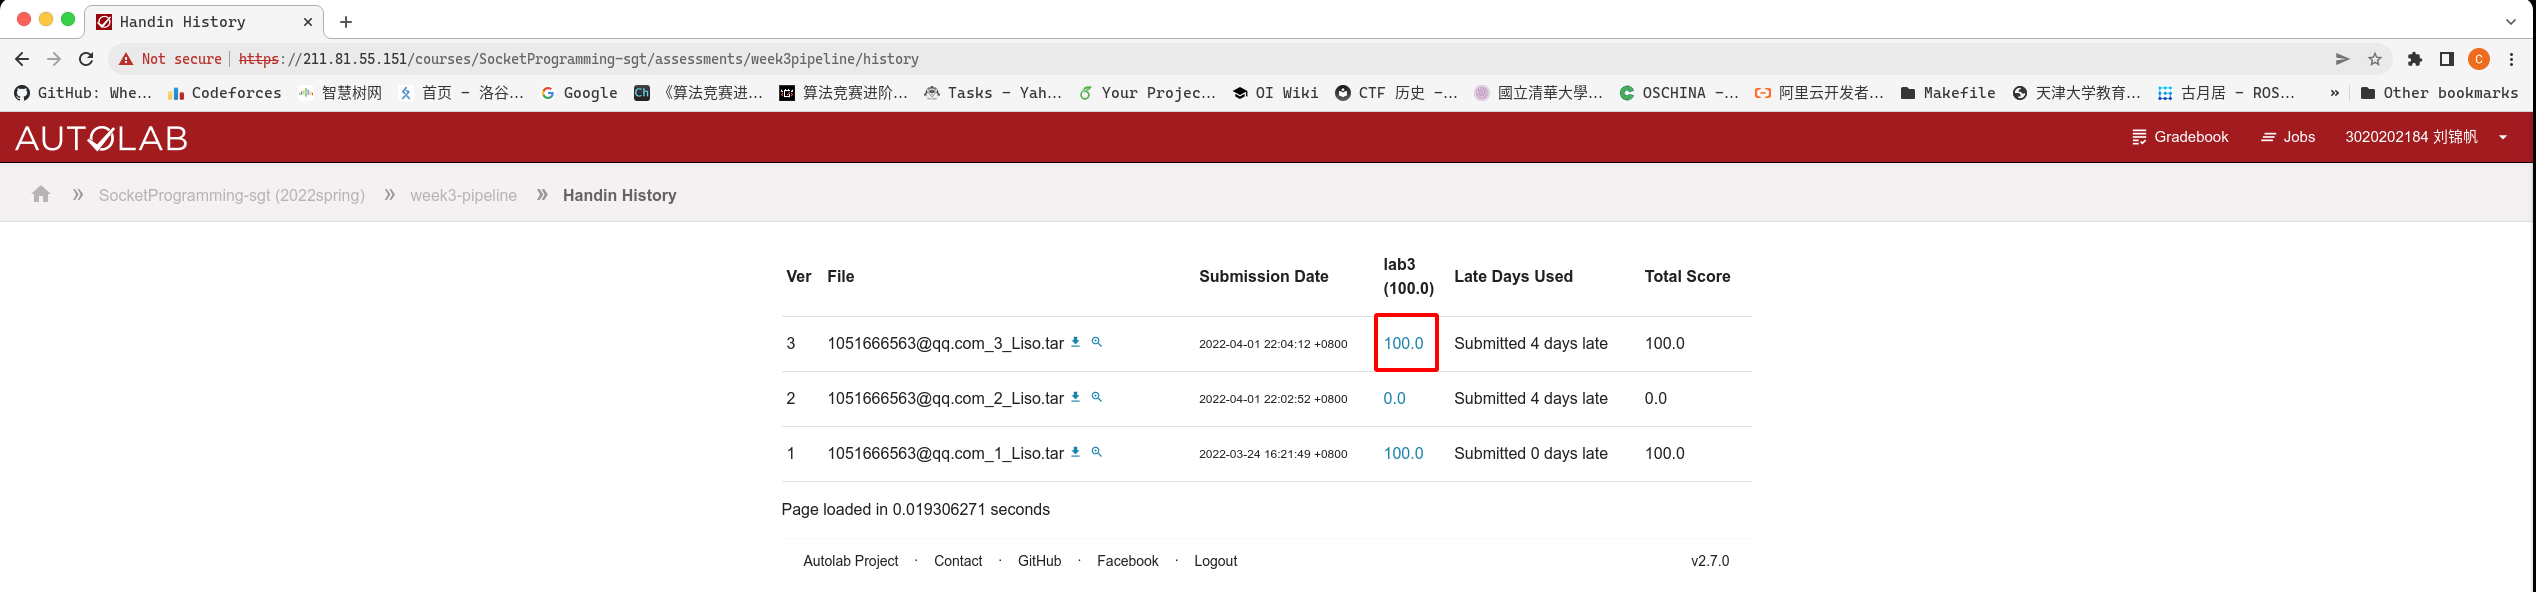 Handin History
Not secure https://211.81.55.151/courses/SocketProgramming-sgt/assessments/week3pipeline/history
C
GitHub: Whe... Codeforces 智慧树网 首页 - 洛谷... Google Ch 《算法竞赛进... 算法竞赛进阶... Tasks - Yah... Your Projec... OI Wiki CTF 历史 -... 國立清華大學... OSCHINA -... 阿里云开发者... Makefile 天津大学教育... 古月居 - ROS... » Other bookmarks
AUTOLAB Gradebook Jobs 3020202184 刘锦帆
» SocketProgramming-sgt (2022spring) » week3-pipeline » Handin History
Ver File Submission Date lab3 (100.0) Late Days Used Total Score
3 1051666563@qq.com_3_Liso.tar 2022-04-01 22:04:12 +0800 100.0 Submitted 4 days late 100.0
2 1051666563@qq.com_2_Liso.tar 2022-04-01 22:02:52 +0800 0.0 Submitted 4 days late 0.0
1 1051666563@qq.com_1_Liso.tar 2022-03-24 16:21:49 +0800 100.0 Submitted 0 days late 100.0
Page loaded in 0.019306271 seconds
Autolab Project · Contact · GitHub · Facebook · Logout v2.7.0